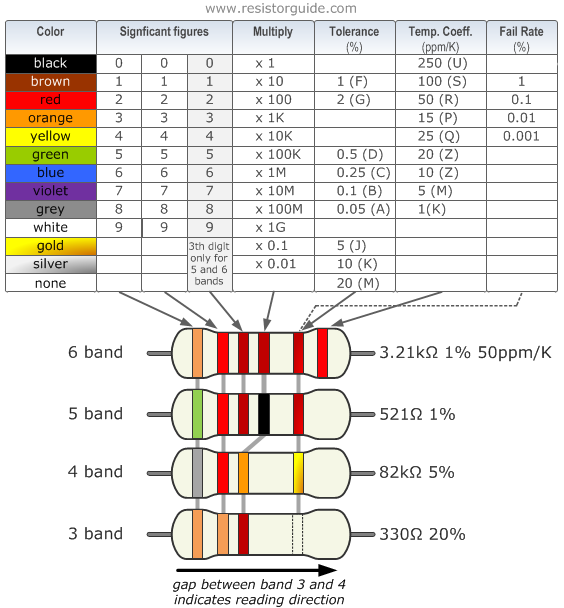 www.resistorguide.com
Color Signficant figures Multiply Tolerance (%) Temp. Coeff. (ppm/K) Fail Rate (%)
black 0 0 0 x 1 250 (U)
brown 1 1 1 x 10 1 (F) 100 (S) 1
red 2 2 2 x 100 2 (G) 50 (R) 0.1
orange 3 3 3 x 1K 15 (P) 0.01
yellow 4 4 4 x 10K 25 (Q) 0.001
green 5 5 5 x 100K 0.5 (D) 20 (Z)
blue 6 6 6 x 1M 0.25 (C) 10 (Z)
violet 7 7 7 x 10M 0.1 (B) 5 (M)
grey 8 8 8 x 100M 0.05 (A) 1(K)
white 9 9 9 x 1G
gold 3th digit x 0.1 5 (J)
silver only for x 0.01 10 (K)
5 and 6
none bands 20 (M)
6 band 3.21kΩ 1% 50ppm/K
5 band 521Ω 1%
4 band 82kΩ 5%
3 band 330Ω 20%
gap between band 3 and 4
indicates reading direction